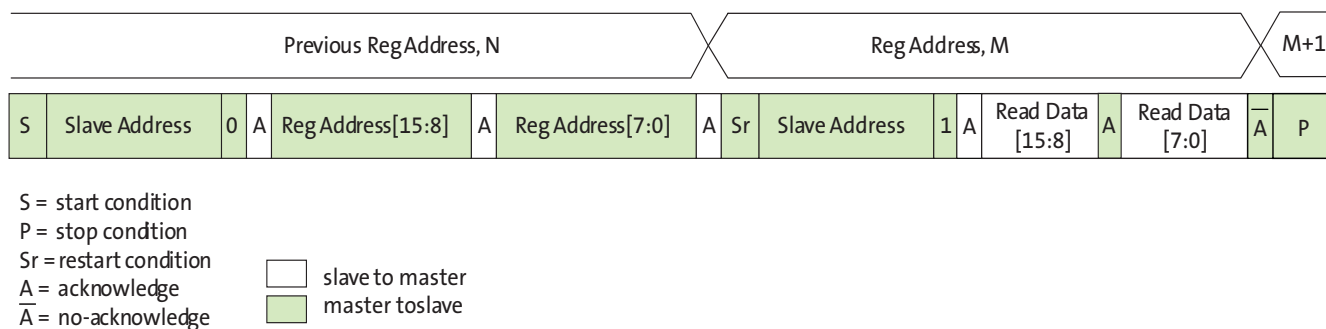 Previous Reg Address, N Reg Address, M M+1
S Slave Address 0 A Reg Address[15:8] A Reg Address[7:0] A Sr Slave Address 1 A Read Data [15:8] A Read Data [7:0] A̅ P
S = start condition
P = stop condition
Sr = restart condition
A = acknowledge
A̅ = no-acknowledge
slave to master
master toslave